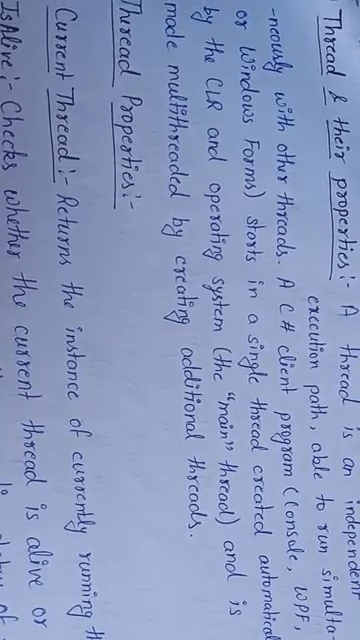 Thread & their properties:- A thread is an independent
execution path, able to run simulta-
-neously with other threads. A C# client program (Console, WPF,
or Windows Forms) starts in a single thread created automatical
by the CLR and operating system (the "main" thread) and is
made multithreaded by creating additional threads.
Thread Properties:-
Current Thread:- Returns the instance of currently running th
IsAlive:- Checks whether the current thread is alive or